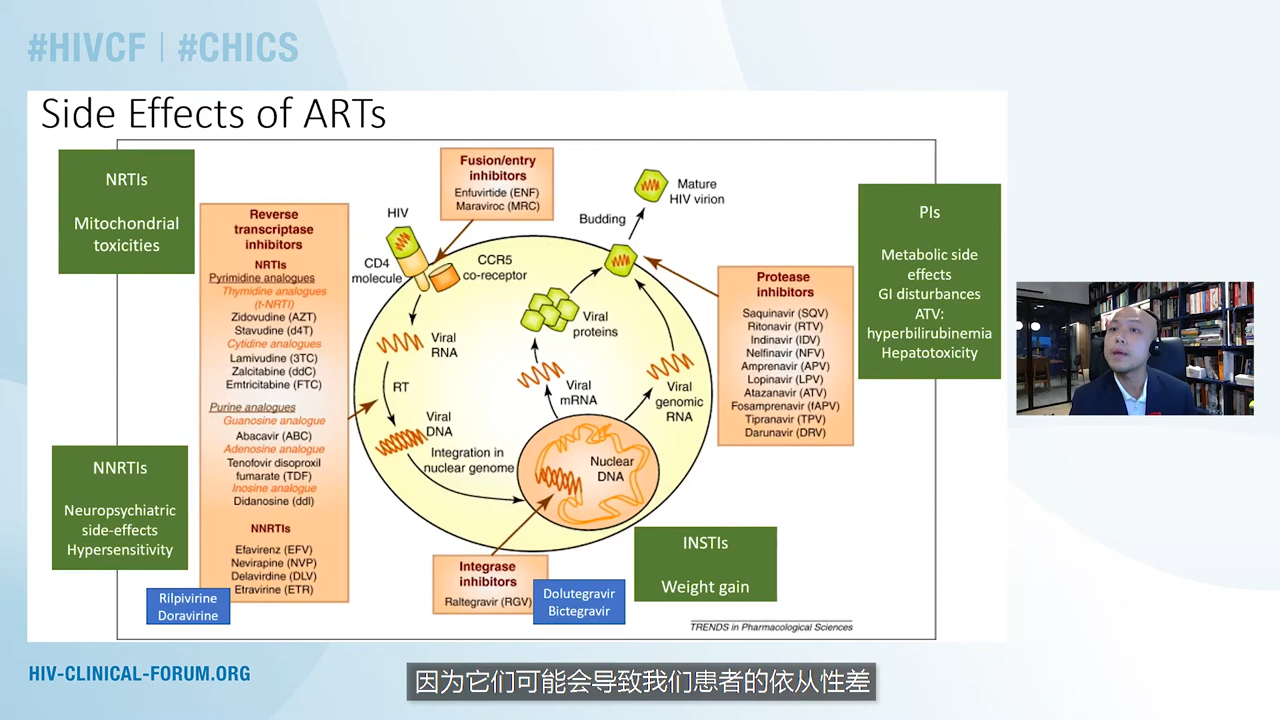 #HIVCF | #CHICS
Side Effects of ARTs
NRTIs
Mitochondrial
toxicities
NNRTIs
Neuropsychiatric
side-effects
Hypersensitivity
Rilpivirine
Doravirine
Reverse
transcriptase
inhibitors
NRTIs
Pyrimidine analogues
Thymidine analogues
(t-NRTI)
Zidovudine (AZT)
Stavudine (d4T)
Cytidine analogues
Lamivudine (3TC)
Zalcitabine (ddC)
Emtricitabine (FTC)
Purine analogues
Guanosine analogue
Abacavir (ABC)
Adenosine analogue
Tenofovir disoproxil
fumarate (TDF)
Inosine analogue
Didanosine (ddI)
NNRTIs
Efavirenz (EFV)
Nevirapine (NVP)
Delavirdine (DLV)
Etravirine (ETR)
Fusion/entry
inhibitors
Enfuvirtide (ENF)
Maraviroc (MRC)
HIV
CD4
molecule
CCR5
co-receptor
Viral
RNA
RT
Viral
DNA
Integration in
nuclear genome
Nuclear
DNA
Viral
mRNA
Viral
proteins
Viral
genomic
RNA
Budding
Mature
HIV virion
Integrase
inhibitors
Raltegravir (RGV)
Dolutegravir
Bictegravir
INSTIs
Weight gain
Protease
inhibitors
Saquinavir (SQV)
Ritonavir (RTV)
Indinavir (IDV)
Nelfinavir (NFV)
Amprenavir (APV)
Lopinavir (LPV)
Atazanavir (ATV)
Fosamprenavir (fAPV)
Tipranavir (TPV)
Darunavir (DRV)
PIs
Metabolic side
effects
GI disturbances
ATV:
hyperbilirubinemia
Hepatotoxicity
TRENDS in Pharmacological Sciences
HIV-CLINICAL-FORUM.ORG
因为它们可能会导致我们患者的依从性差